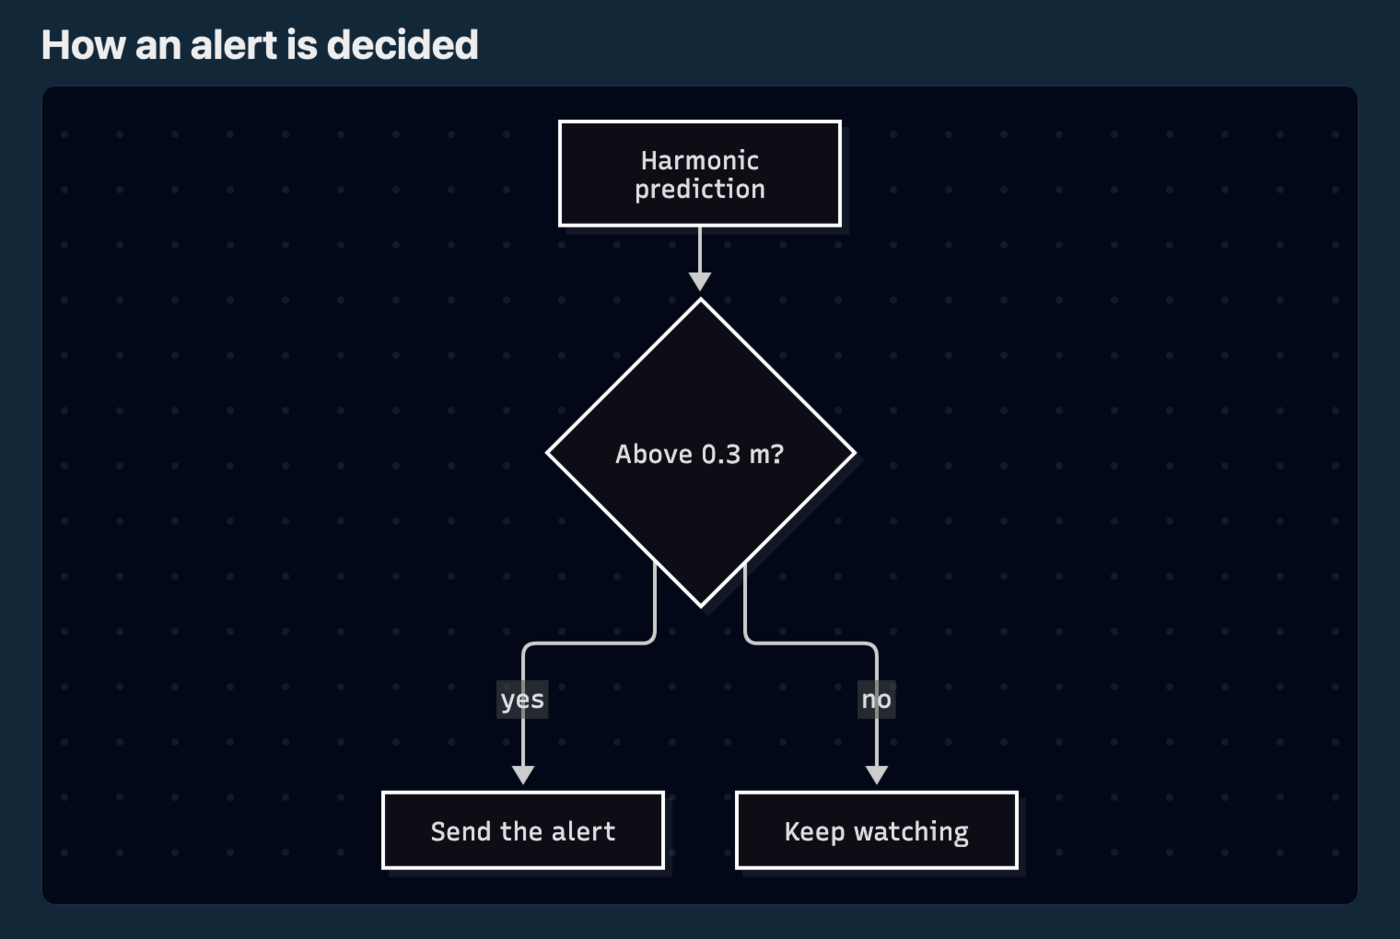 How an alert is decided
Harmonic
prediction
Above 0.3 m?
yes
no
Send the alert
Keep watching